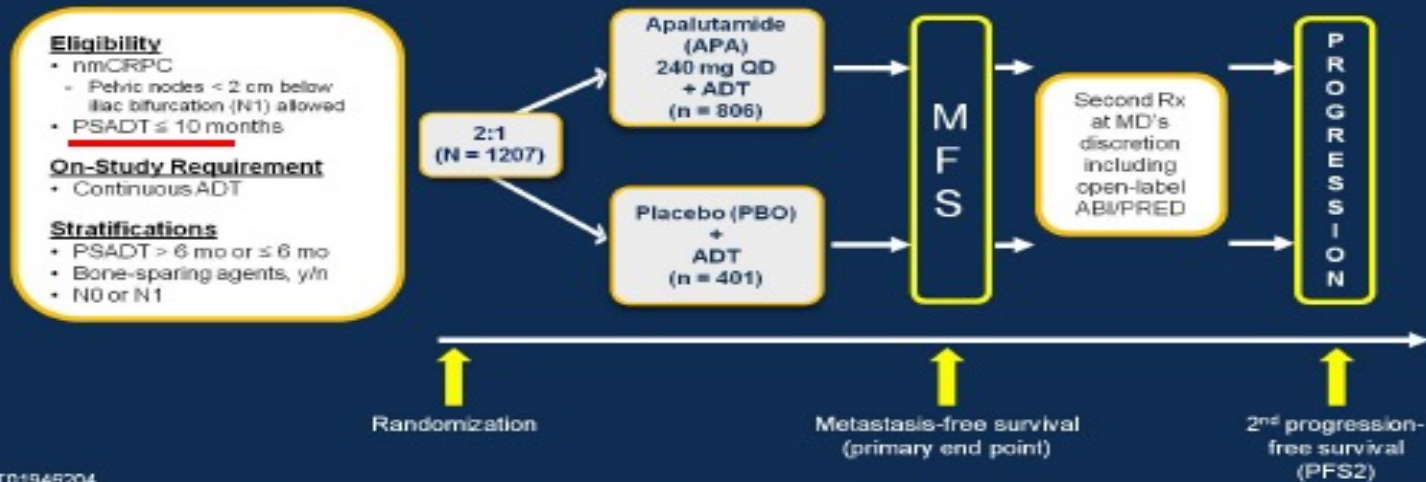 Eligibility
• nmCRPC
- Pelvic nodes < 2 cm below
iliac bifurcation (N1) allowed
• PSADT ≤ 10 months
On-Study Requirement
• Continuous ADT
Stratifications
• PSADT > 6 mo or ≤ 6 mo
• Bone-sparing agents, y/n
• N0 or N1
2:1
(N = 1207)
Apalutamide
(APA)
240 mg QD
+ ADT
(n = 806)
Placebo (PBO)
+
ADT
(n = 401)
M
F
S
Second Rx
at MD's
discretion
including
open-label
ABI/PRED
P
R
O
G
R
E
S
S
I
O
N
Randomization
Metastasis-free survival
(primary end point)
2nd progression-
free survival
(PFS2)